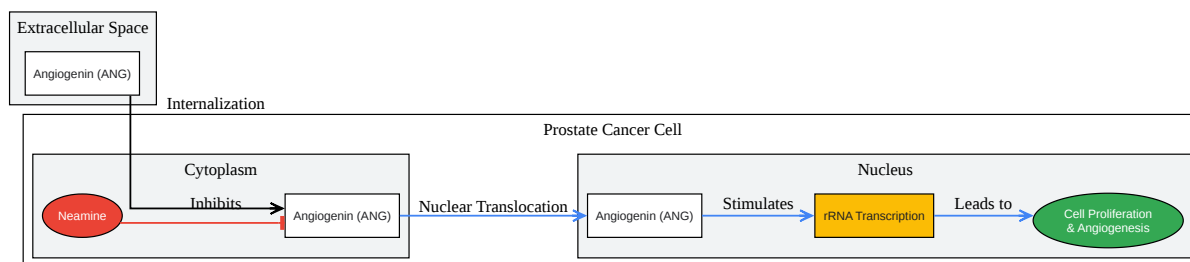 Extracellular Space
Angiogenin (ANG)
Internalization
Prostate Cancer Cell
Cytoplasm
Nucleus
Neamine
Inhibits
Angiogenin (ANG)
Nuclear Translocation
Angiogenin (ANG)
Stimulates
rRNA Transcription
Leads to
Cell Proliferation
& Angiogenesis